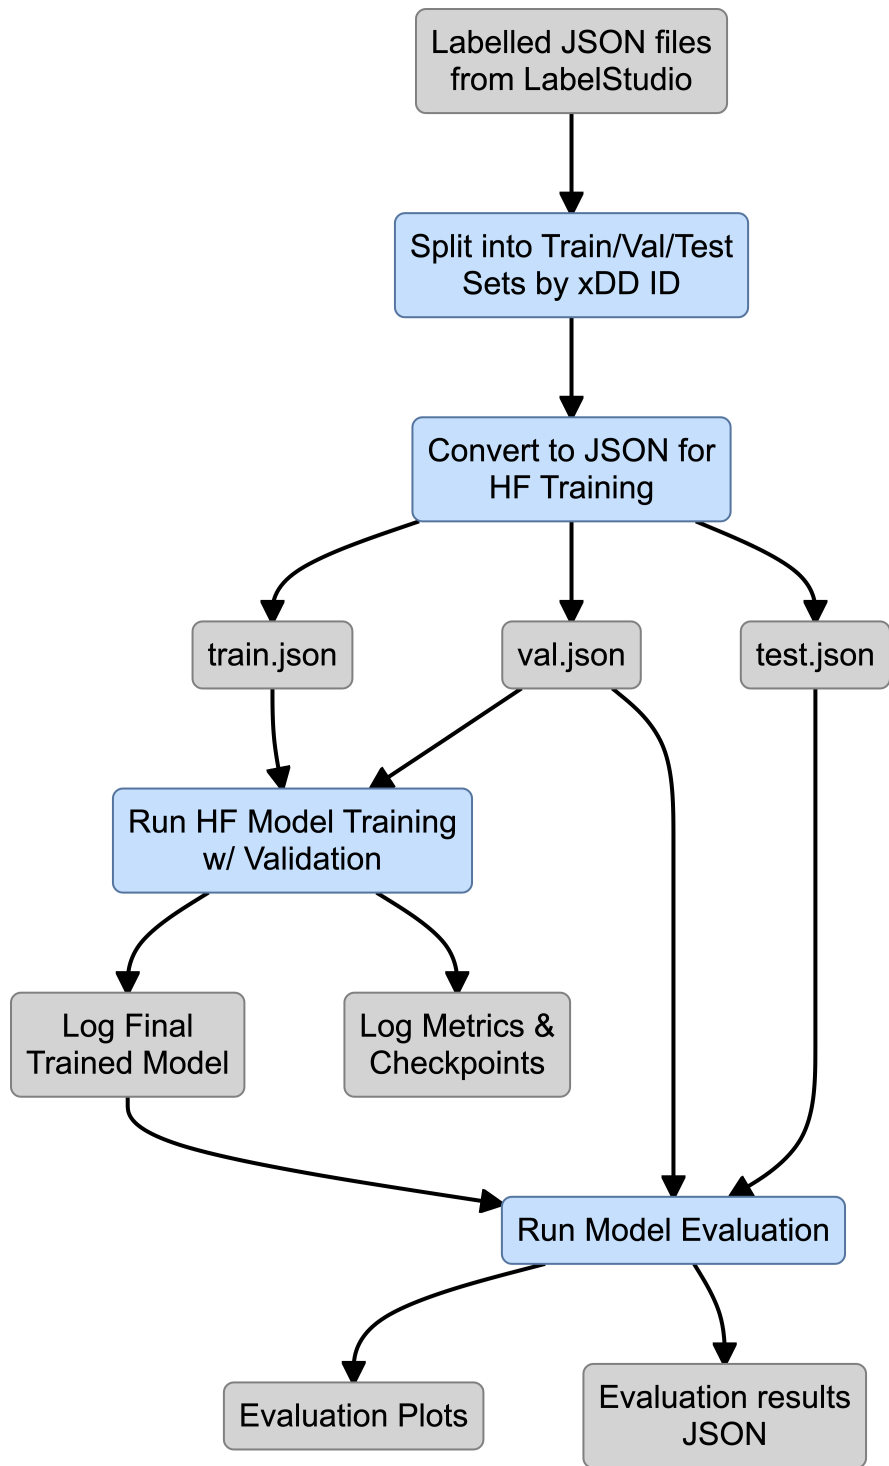 Labelled JSON files
from LabelStudio
Split into Train/Val/Test
Sets by xDD ID
Convert to JSON for
HF Training
train.json
val.json
test.json
Run HF Model Training
w/ Validation
Log Final
Trained Model
Log Metrics &
Checkpoints
Run Model Evaluation
Evaluation Plots
Evaluation results
JSON